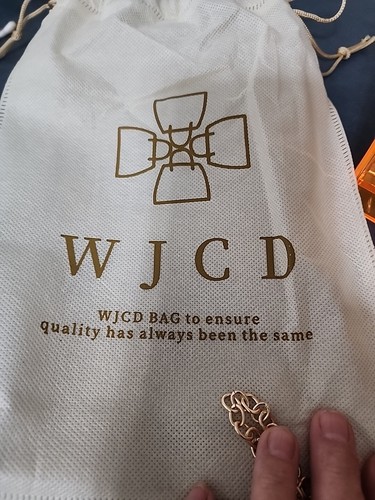 WJCD
WJCD BAG to ensure
quality has always been the same